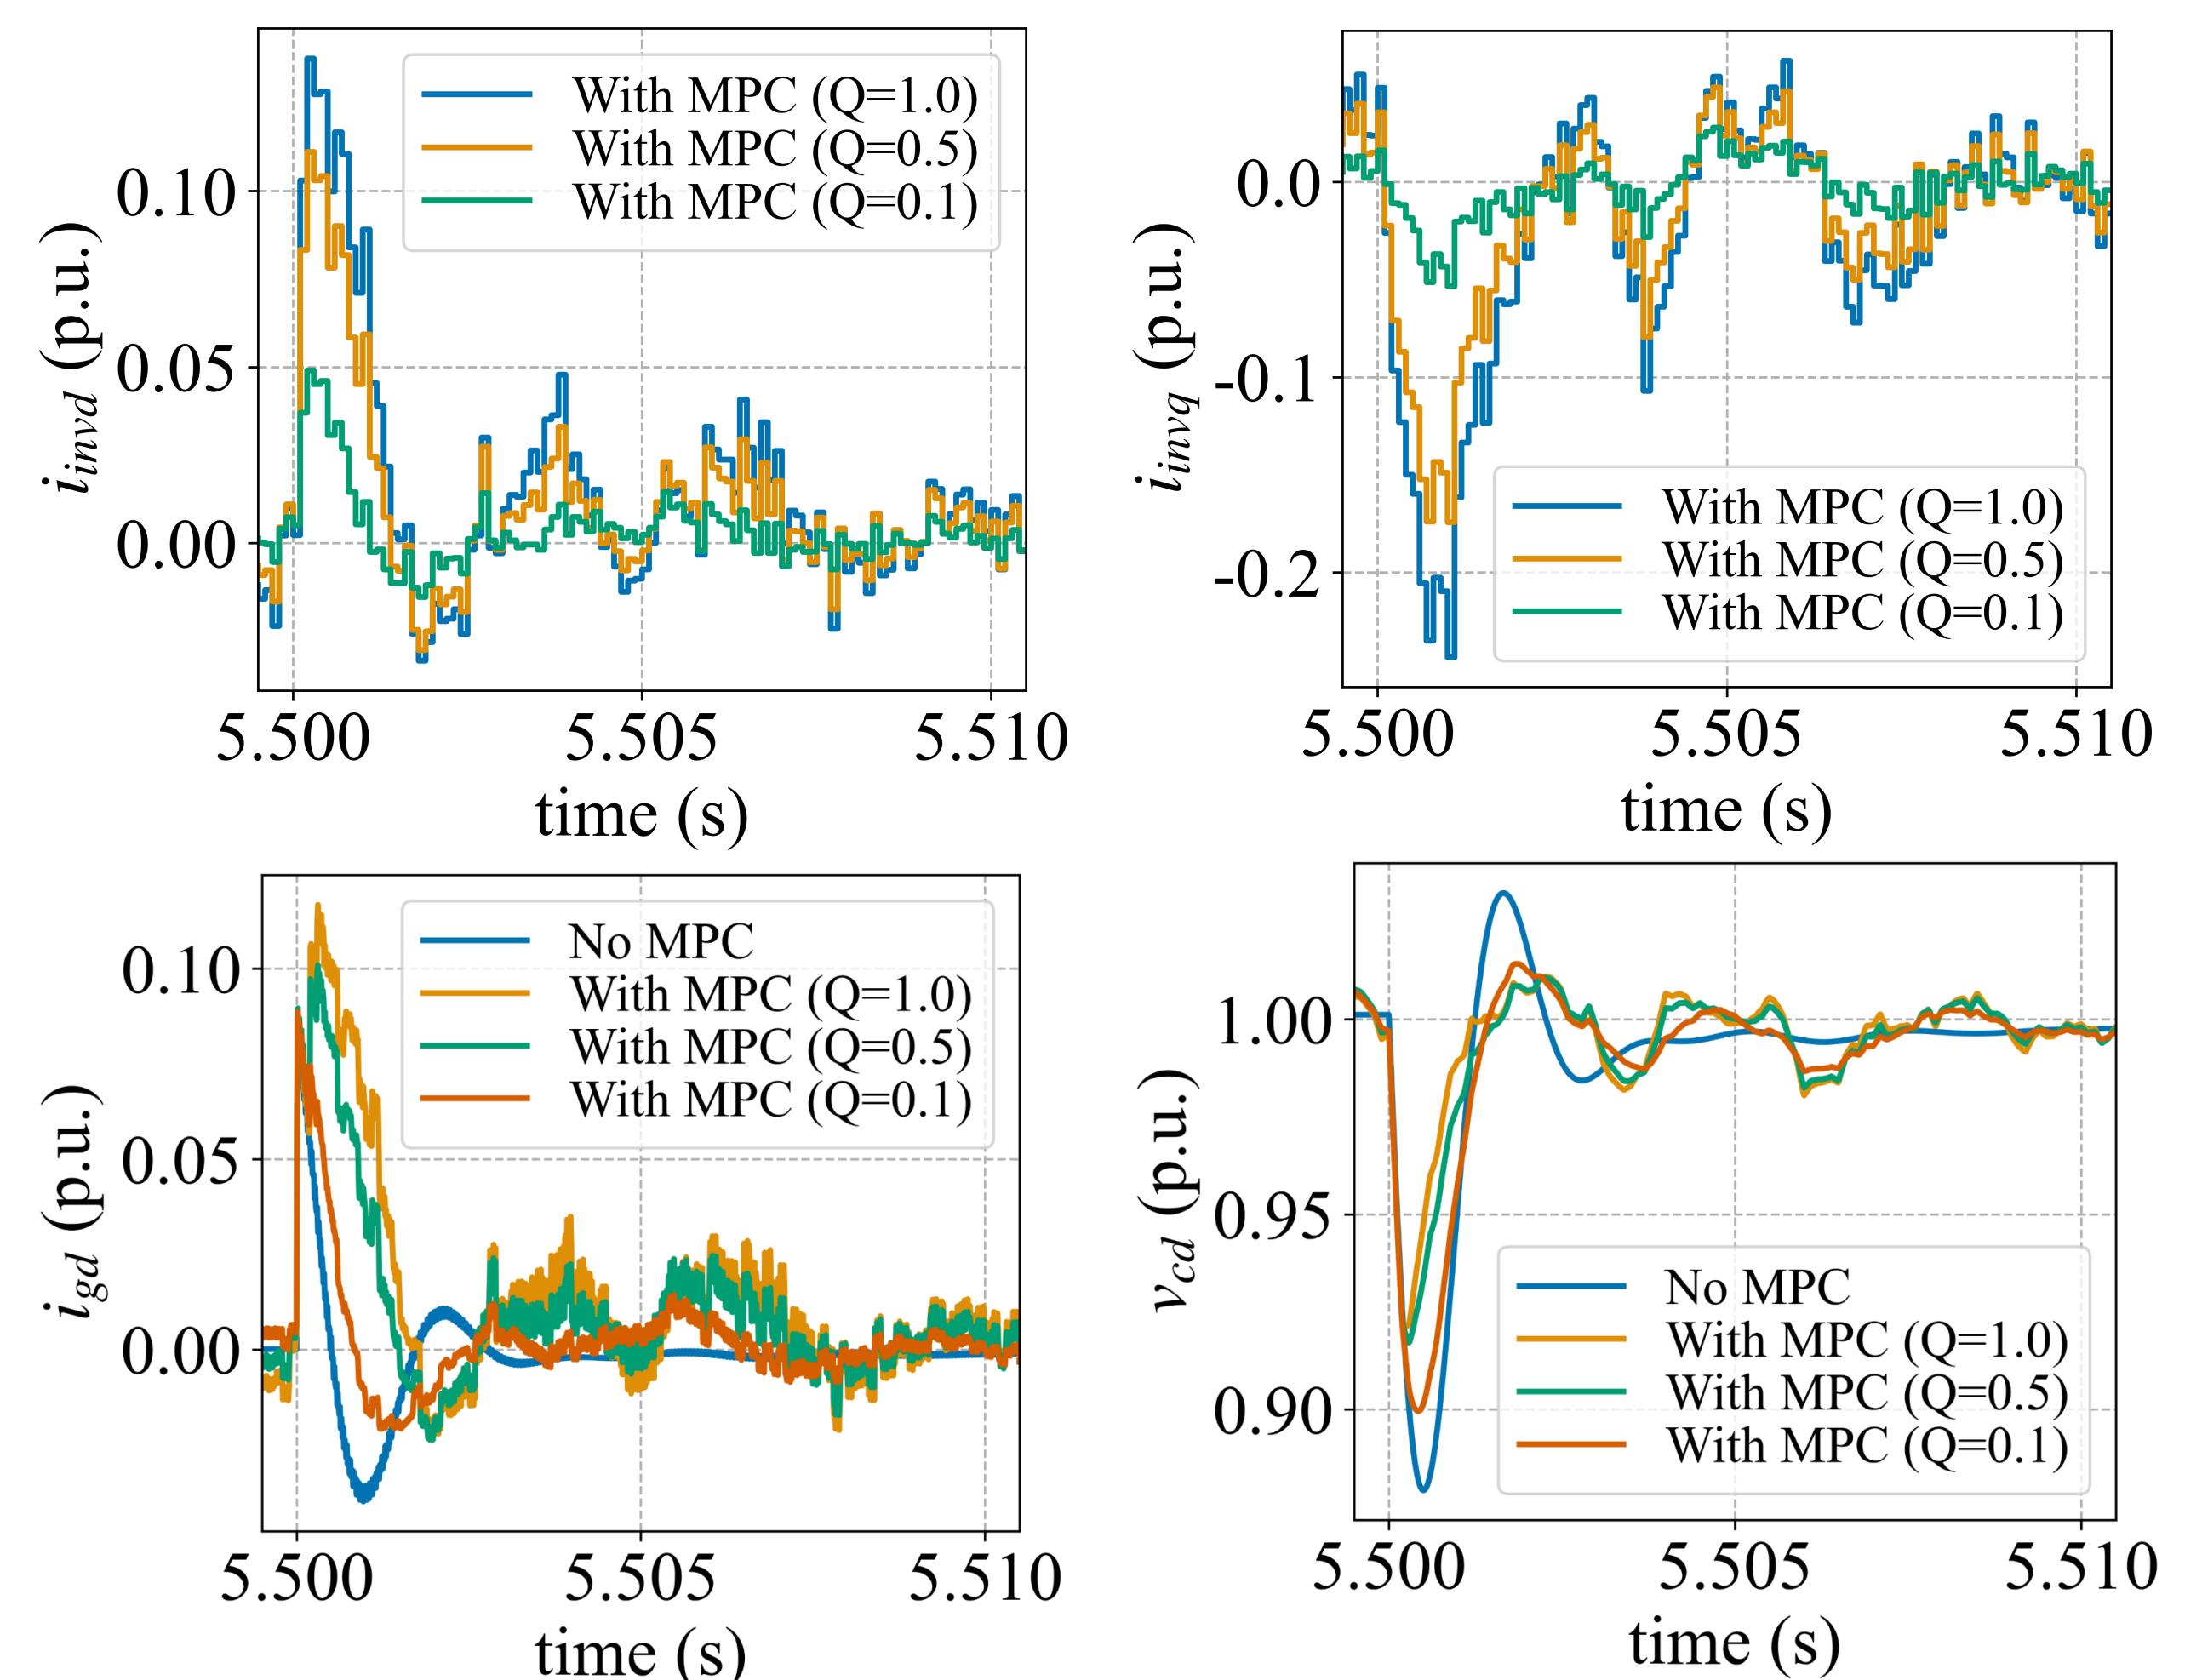 i_invd (p.u.)
0.10
0.05
0.00
With MPC (Q=1.0)
With MPC (Q=0.5)
With MPC (Q=0.1)
5.500 5.505 5.510
time (s)
i_invq (p.u.)
0.0
-0.1
-0.2
With MPC (Q=1.0)
With MPC (Q=0.5)
With MPC (Q=0.1)
5.500 5.505 5.510
time (s)
i_gd (p.u.)
0.10
0.05
0.00
No MPC
With MPC (Q=1.0)
With MPC (Q=0.5)
With MPC (Q=0.1)
5.500 5.505 5.510
time (s)
v_cd (p.u.)
1.00
0.95
0.90
No MPC
With MPC (Q=1.0)
With MPC (Q=0.5)
With MPC (Q=0.1)
5.500 5.505 5.510
time (s)